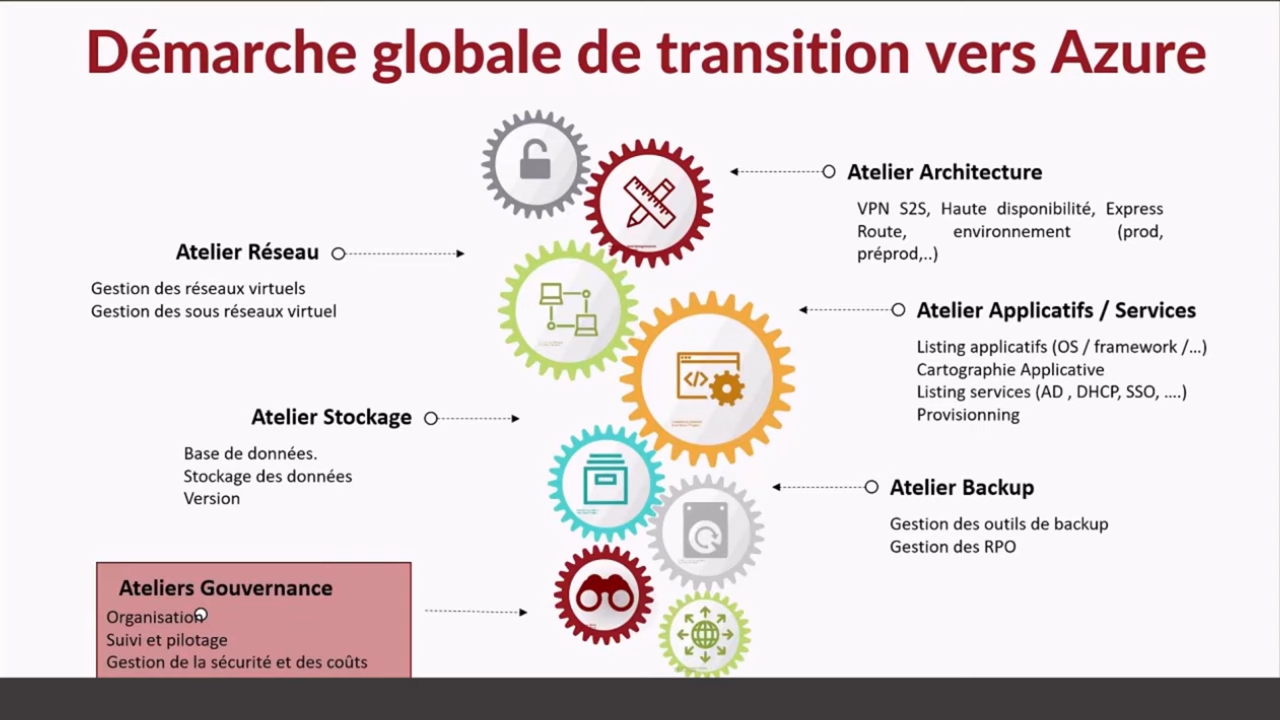 Démarche globale de transition vers Azure
Atelier Architecture
VPN S2S, Haute disponibilité, Express
Route, environnement (prod,
préprod,..)
Atelier Réseau
Gestion des réseaux virtuels
Gestion des sous réseaux virtuel
Atelier Applicatifs / Services
Listing applicatifs (OS / framework /...)
Cartographie Applicative
Listing services (AD , DHCP, SSO, ....)
Provisionning
Atelier Stockage
Base de données.
Stockage des données
Version
Atelier Backup
Gestion des outils de backup
Gestion des RPO
Ateliers Gouvernance
Organisation
Suivi et pilotage
Gestion de la sécurité et des coûts